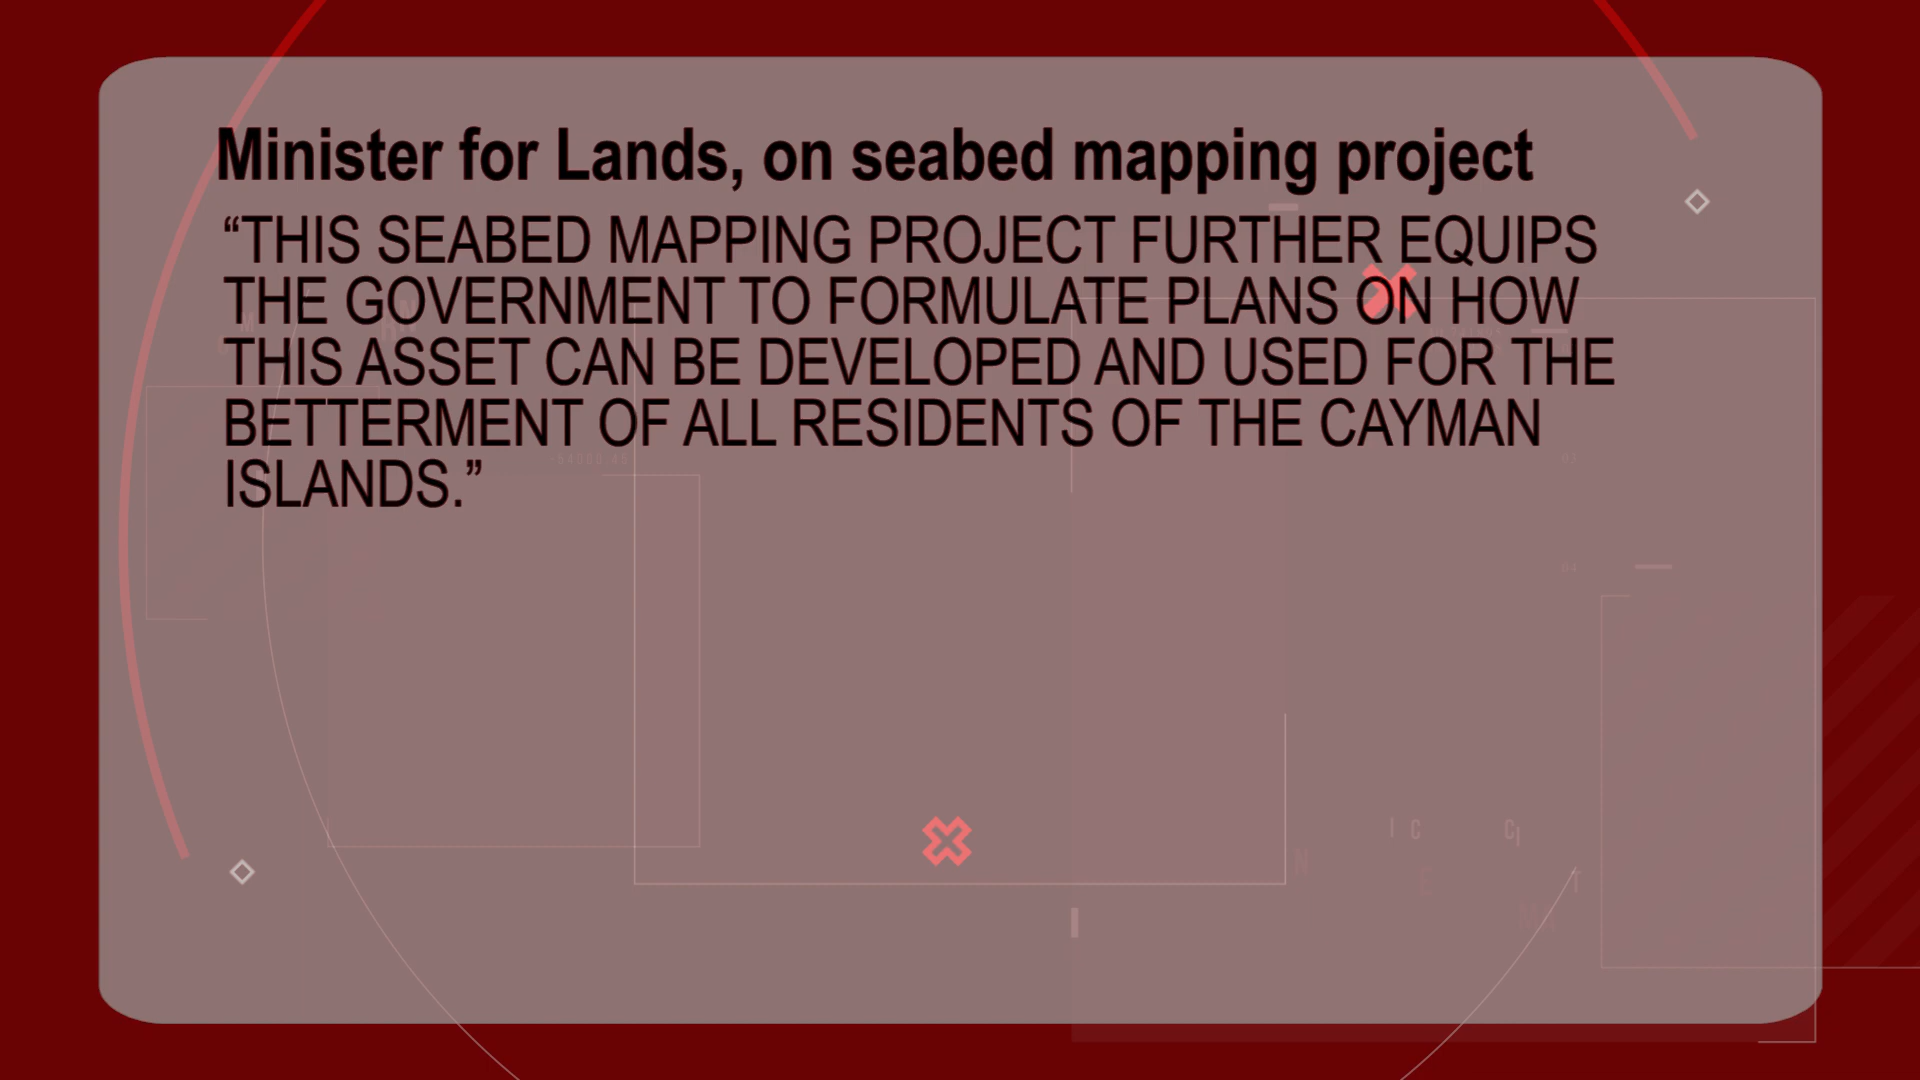 Minister for Lands, on seabed mapping project
“THIS SEABED MAPPING PROJECT FURTHER EQUIPS
THE GOVERNMENT TO FORMULATE PLANS ON HOW
THIS ASSET CAN BE DEVELOPED AND USED FOR THE
BETTERMENT OF ALL RESIDENTS OF THE CAYMAN
ISLANDS.”